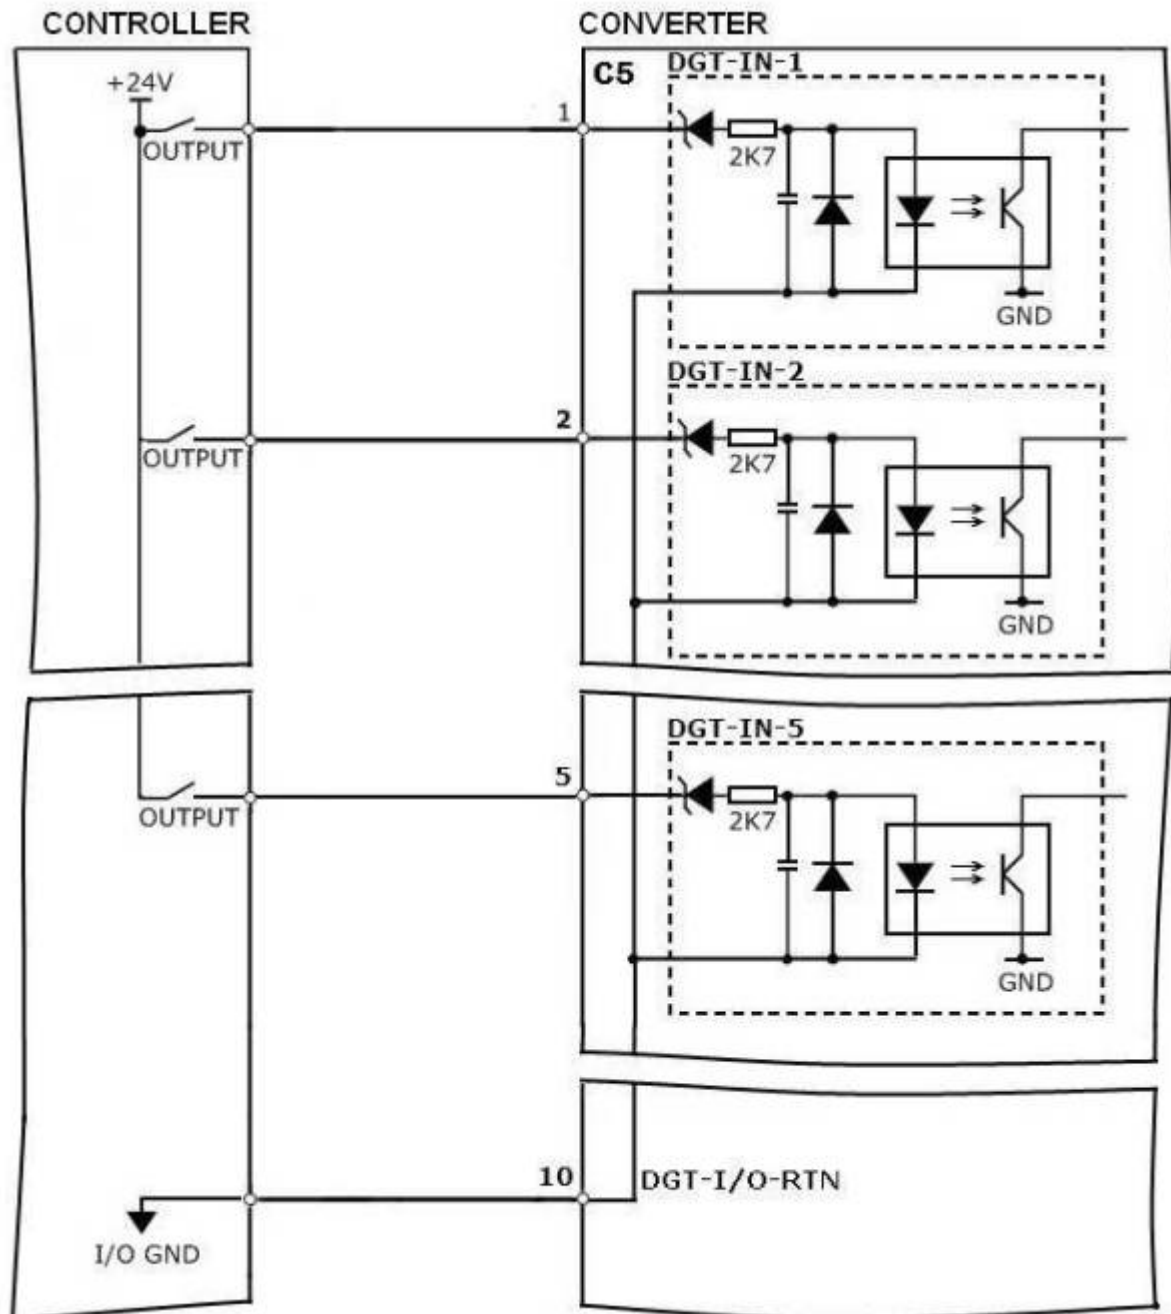 CONTROLLER
CONVERTER
C5
DGT-IN-1
+24V
1
OUTPUT
2K7
GND
DGT-IN-2
2
OUTPUT
2K7
GND
DGT-IN-5
5
OUTPUT
2K7
GND
10
DGT-I/O-RTN
I/O GND